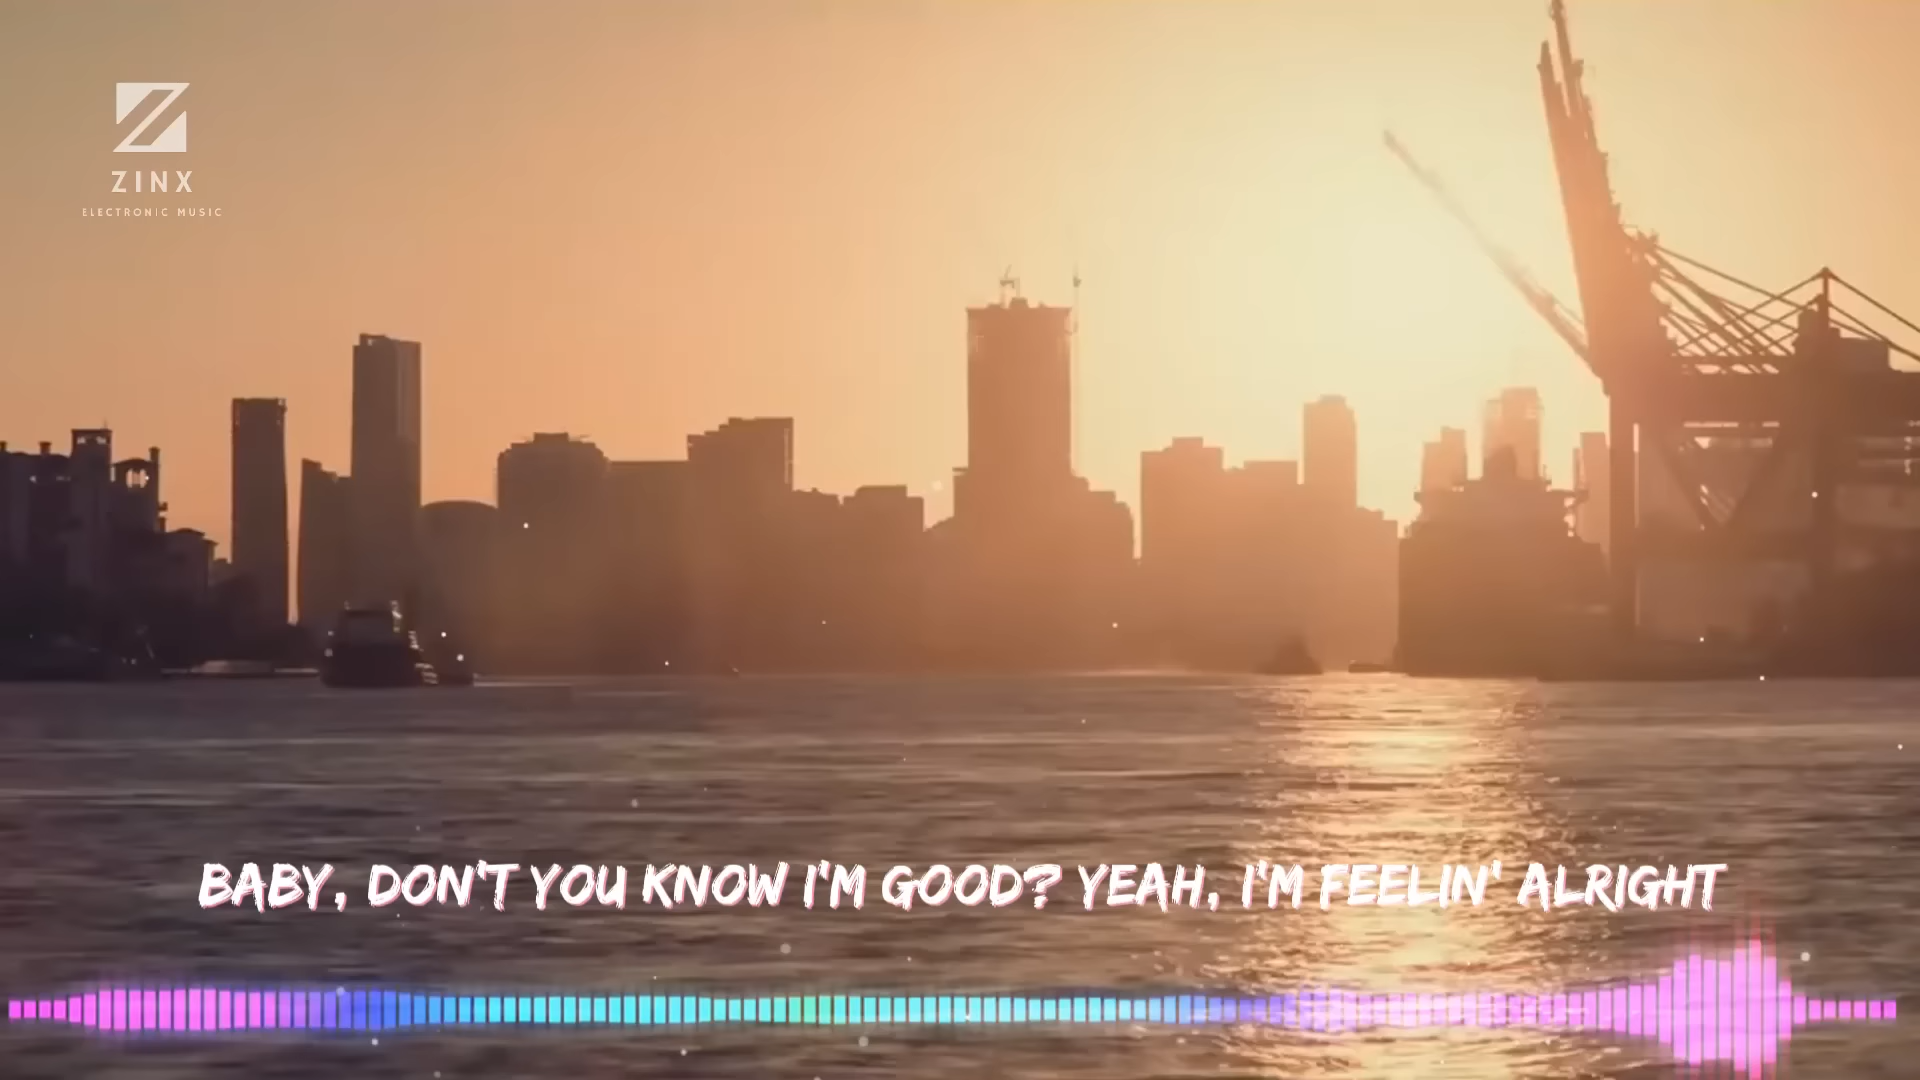 ZINX
ELECTRONIC MUSIC
BABY, DON'T YOU KNOW I'M GOOD? YEAH, I'M FEELIN' ALRIGHT